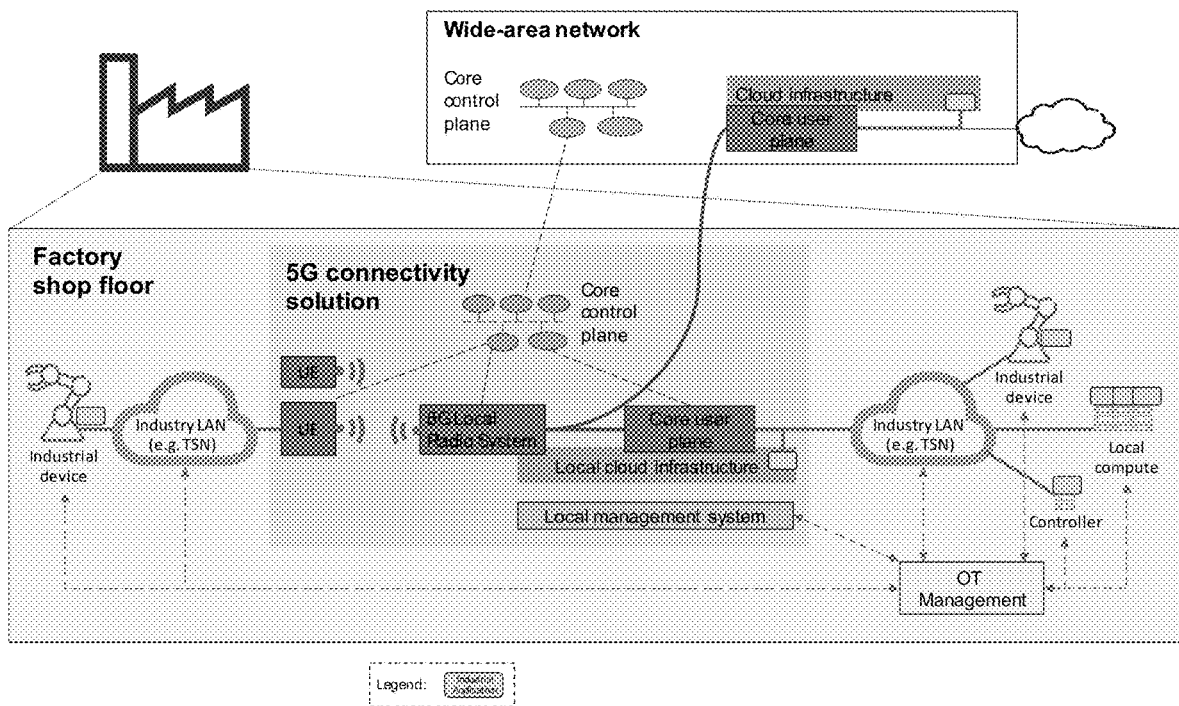 Wide-area network
Core
control
plane
Cloud infrastructure
Core user
plane
Factory
shop floor
5G connectivity
solution
Core
control
plane
UE
UE
Industrial
device
Industry LAN
(e.g. TSN)
5G Local
Radio System
Core user
plane
Local cloud infrastructure
Local management system
Industry LAN
(e.g. TSN)
Industrial
device
Local
compute
Controller
OT
Management
Legend:
Industrial
Application